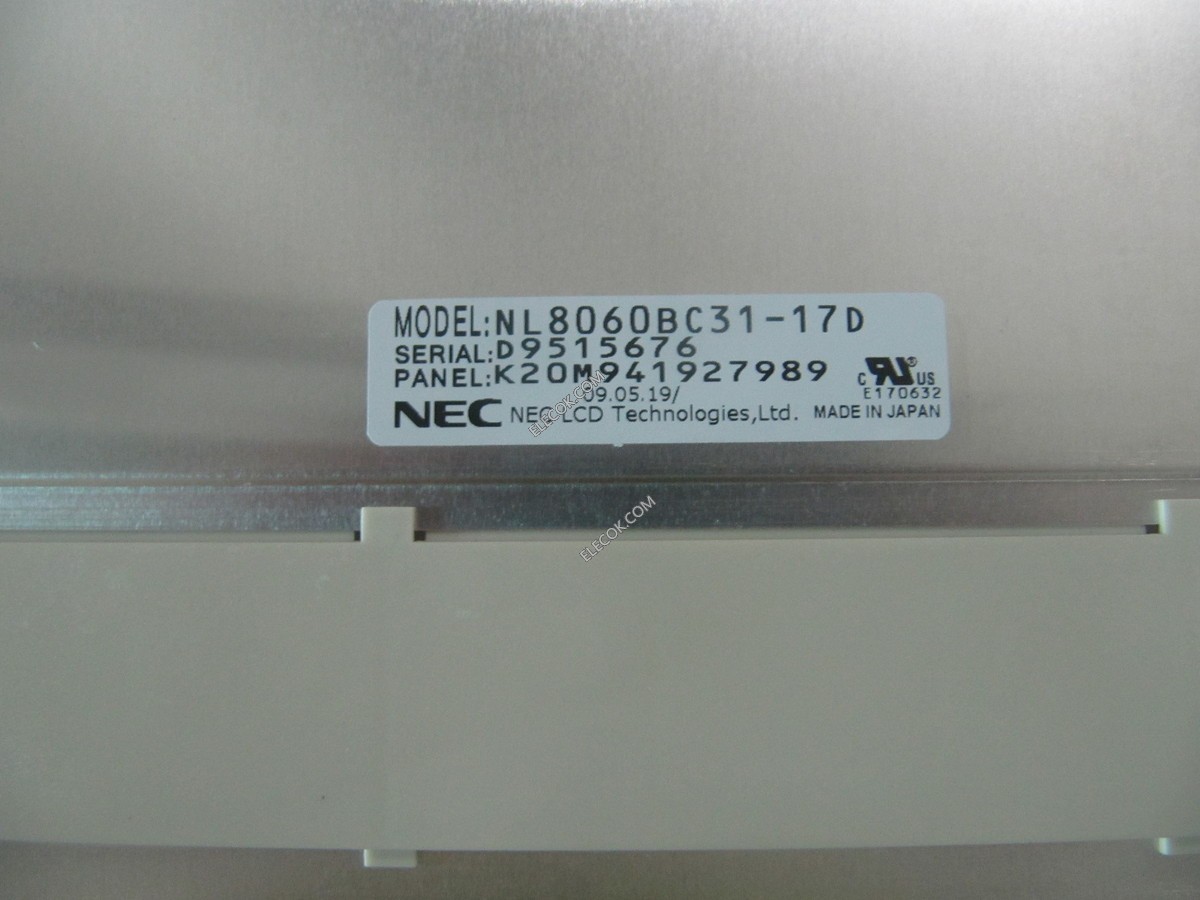 MODEL:NL8060BC31-17D
SERIAL:D9515676
PANEL:K20M941927989
09.05.19/
C RU® US
E170632
NEC NEC LCD Technologies,Ltd. MADE IN JAPAN
ELECOK.COM
ELECOK.COM